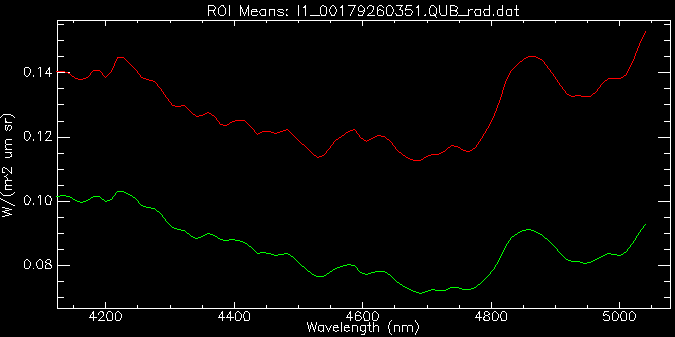 ROI Means: I1_00179260351.QUB_rad.dat
W/(m^2 um sr)
0.14
0.12
0.10
0.08
4200 4400 4600 4800 5000
Wavelength (nm)